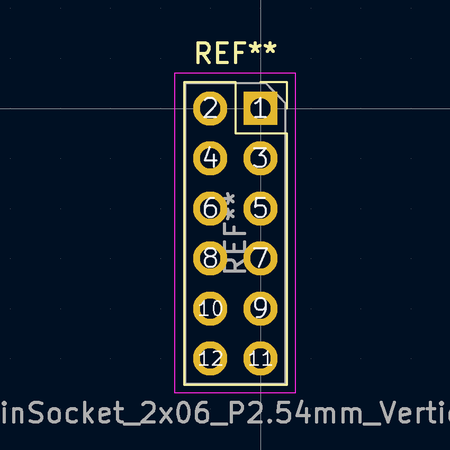 REF**
2 1
4 3
6 5
REF**
8 7
10 9
12 11
inSocket_2x06_P2.54mm_Verti